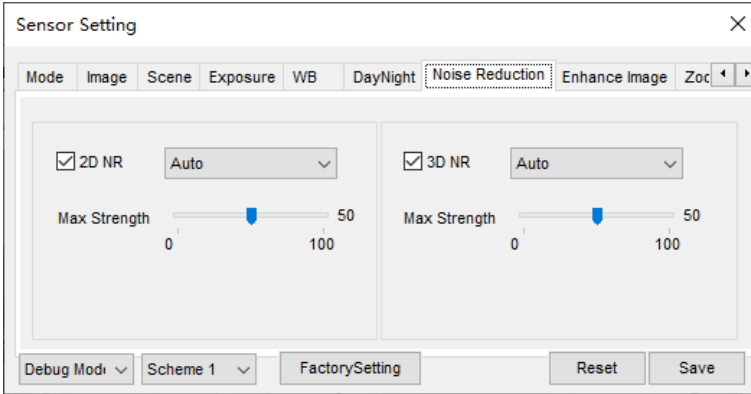 Sensor Setting
Mode Image Scene Exposure WB DayNight Noise Reduction Enhance Image
2D NR Auto 3D NR Auto
Max Strength 50 Max Strength 50
0 100 0 100
Debug Scheme 1 FactorySetting Reset Save